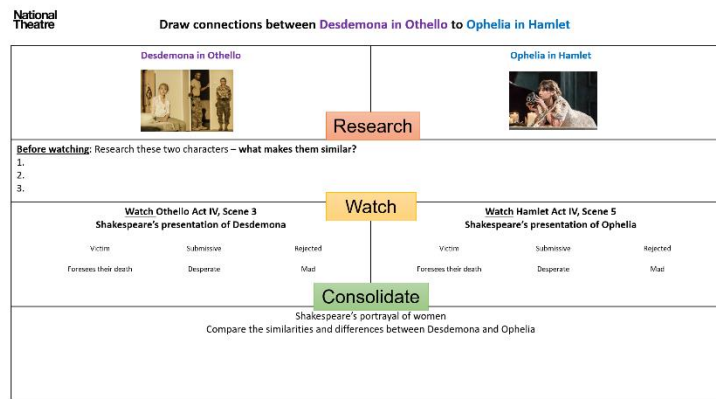 National
Theatre
Draw connections between Desdemona in Othello to Ophelia in Hamlet
Desdemona in Othello
Ophelia in Hamlet
Research
Before watching: Research these two characters – what makes them similar?
1.
2.
3.
Watch
Watch Othello Act IV, Scene 3
Shakespeare's presentation of Desdemona
Victim Submissive Rejected
Foresees their death Desperate Mad
Watch Hamlet Act IV, Scene 5
Shakespeare's presentation of Ophelia
Victim Submissive Rejected
Foresees their death Desperate Mad
Consolidate
Shakespeare's portrayal of women
Compare the similarities and differences between Desdemona and Ophelia